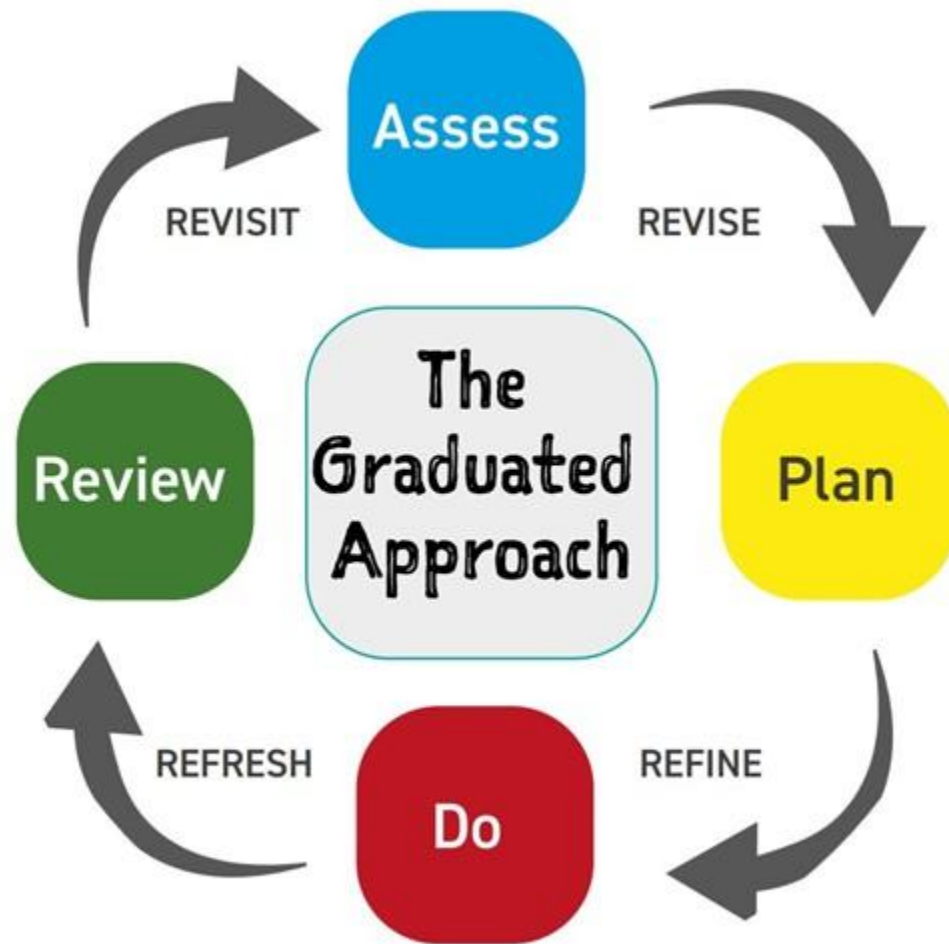 Assess
REVISIT
REVISE
The
Graduated
Approach
Review
Plan
REFRESH
REFINE
Do